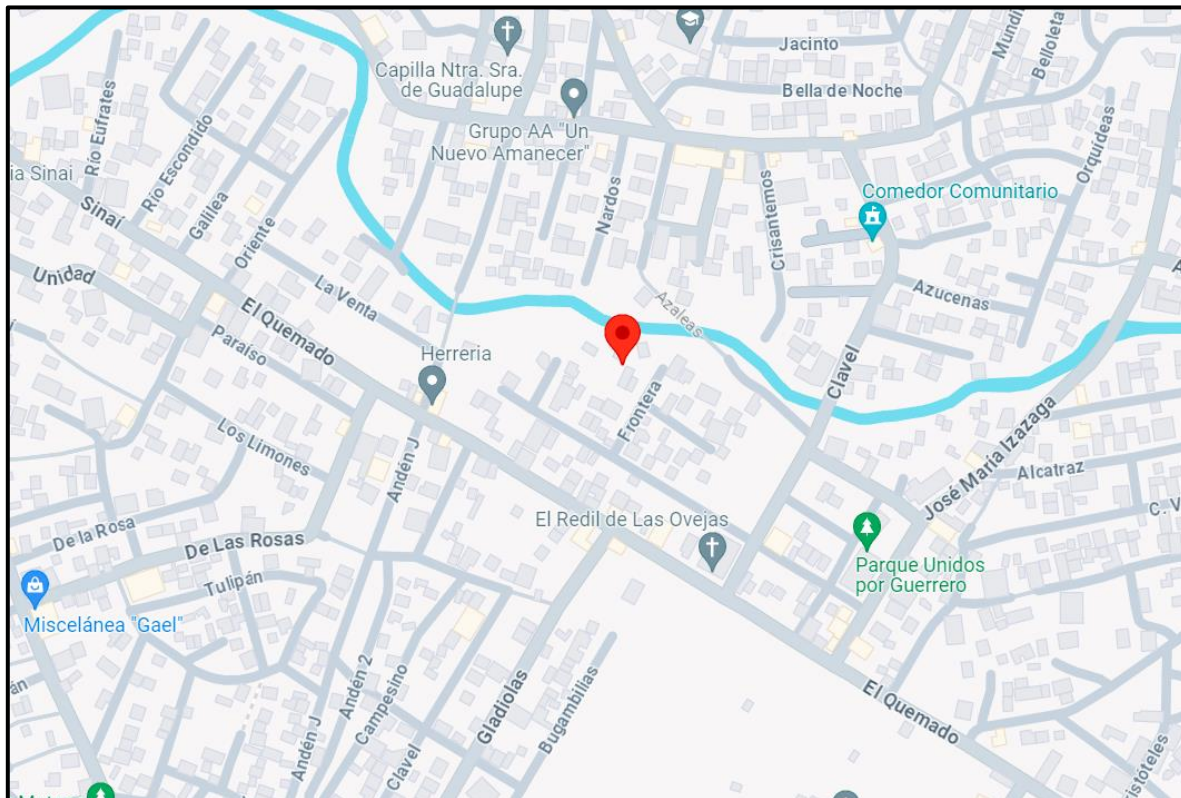 Jacinto
Mundi
Belloleta
Capilla Ntra. Sra.
de Guadalupe
Bella de Noche
Río Eufrates
Río Escondido
Grupo AA "Un
Nuevo Amanecer"
Orquídeas
ia Sinai
Sinaí
Galilea
Nardos
Crisantemos
Comedor Comunitario
Oriente
Unidad
La Venta
Azaleas
Azucenas
A
El Quemado
Paraíso
Herreria
Clavel
Frontera
Los Limones
Andén J
José María Izazaga
Alcatraz
El Redil de Las Ovejas
C. V
De la Rosa
De Las Rosas
Parque Unidos
por Guerrero
Tulipán
Miscelánea "Gael"
án
Andén 2
Campesino
Gladiolas
Bugambilias
El Quemado
Andén J
Clavel
istóteles